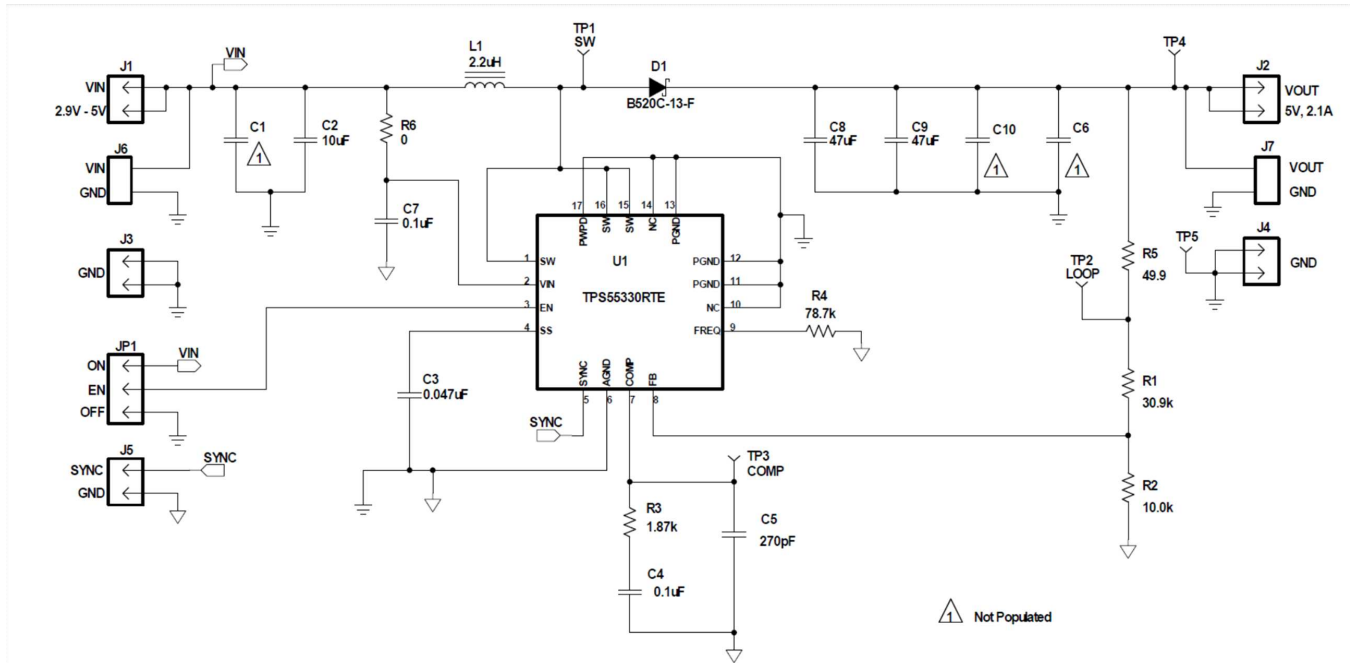 TP1
SW
TP4
J1
VIN
2.9V - 5V
VIN
L1
2.2uH
D1
B520C-13-F
J2
VOUT
5V, 2.1A
C1
1
C2
10uF
R6
0
C8
47uF
C9
47uF
C10
1
C6
1
J6
VIN
GND
C7
0.1uF
J7
VOUT
GND
17
16
15
14
13
PWPD
SW
SW
NC
PGND
U1
TPS55330RTE
1
SW
2
VIN
3
EN
4
SS
PGND
12
PGND
11
NC
10
FREQ
9
SYNC
AGND
COMP
FB
5
6
7
8
J3
GND
R4
78.7k
TP2
LOOP
R5
49.9
TP5
J4
GND
JP1
ON
EN
OFF
VIN
C3
0.047uF
R1
30.9k
SYNC
J5
SYNC
GND
SYNC
TP3
COMP
R2
10.0k
R3
1.87k
C5
270pF
C4
0.1uF
1
Not Populated